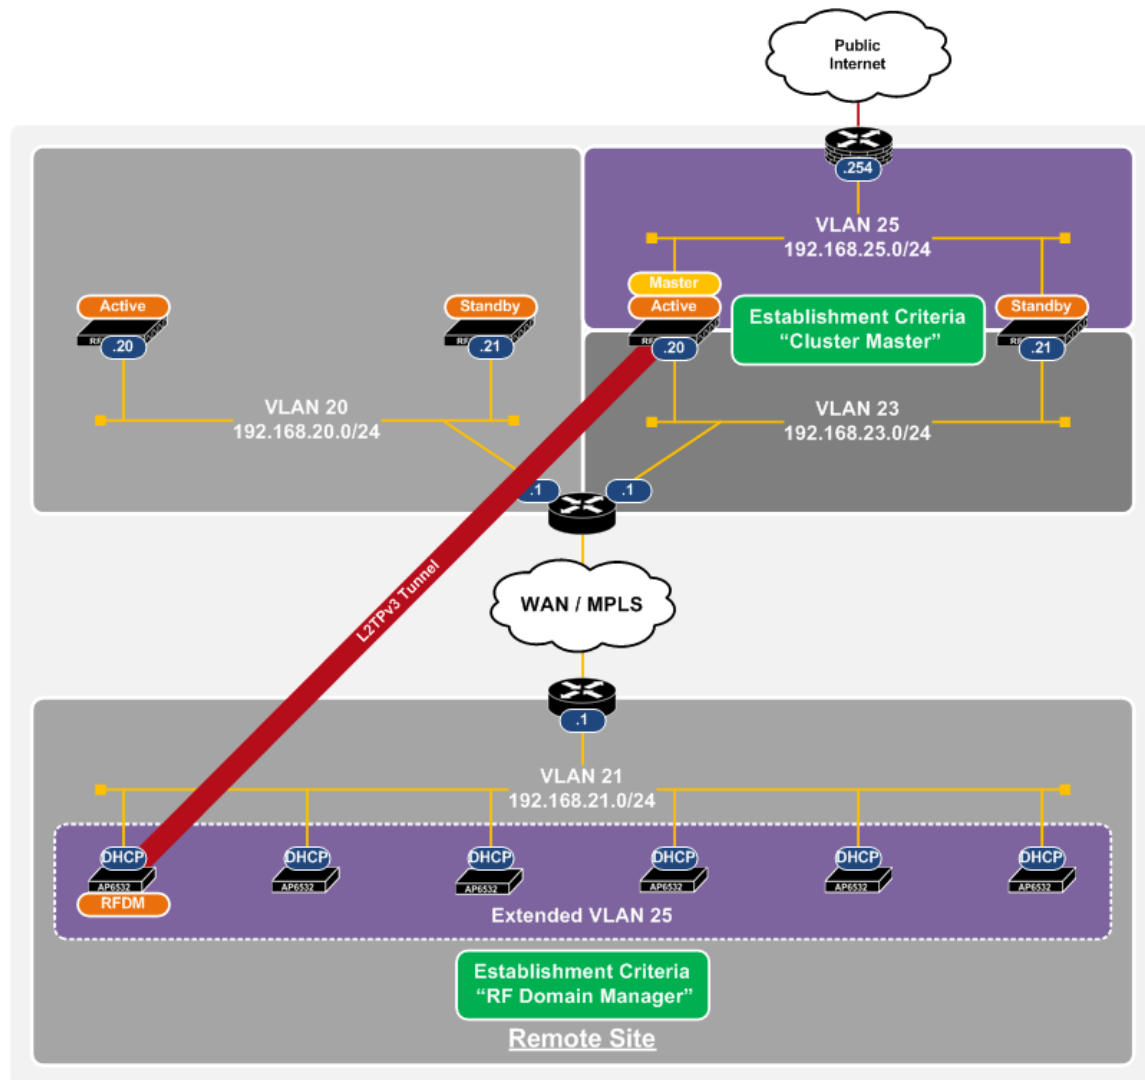 Public
Internet
.254
VLAN 25
192.168.25.0/24
Master
Active
Standby
Active
Standby
Establishment Criteria
“Cluster Master”
.20
.21
.20
.21
VLAN 20
192.168.20.0/24
VLAN 23
192.168.23.0/24
.1
.1
L2TPv3 Tunnel
WAN / MPLS
.1
VLAN 21
192.168.21.0/24
DHCP
DHCP
DHCP
DHCP
DHCP
DHCP
AP6532
AP6532
AP6532
AP6532
AP6532
AP6532
RFDM
Extended VLAN 25
Establishment Criteria
“RF Domain Manager”
Remote Site